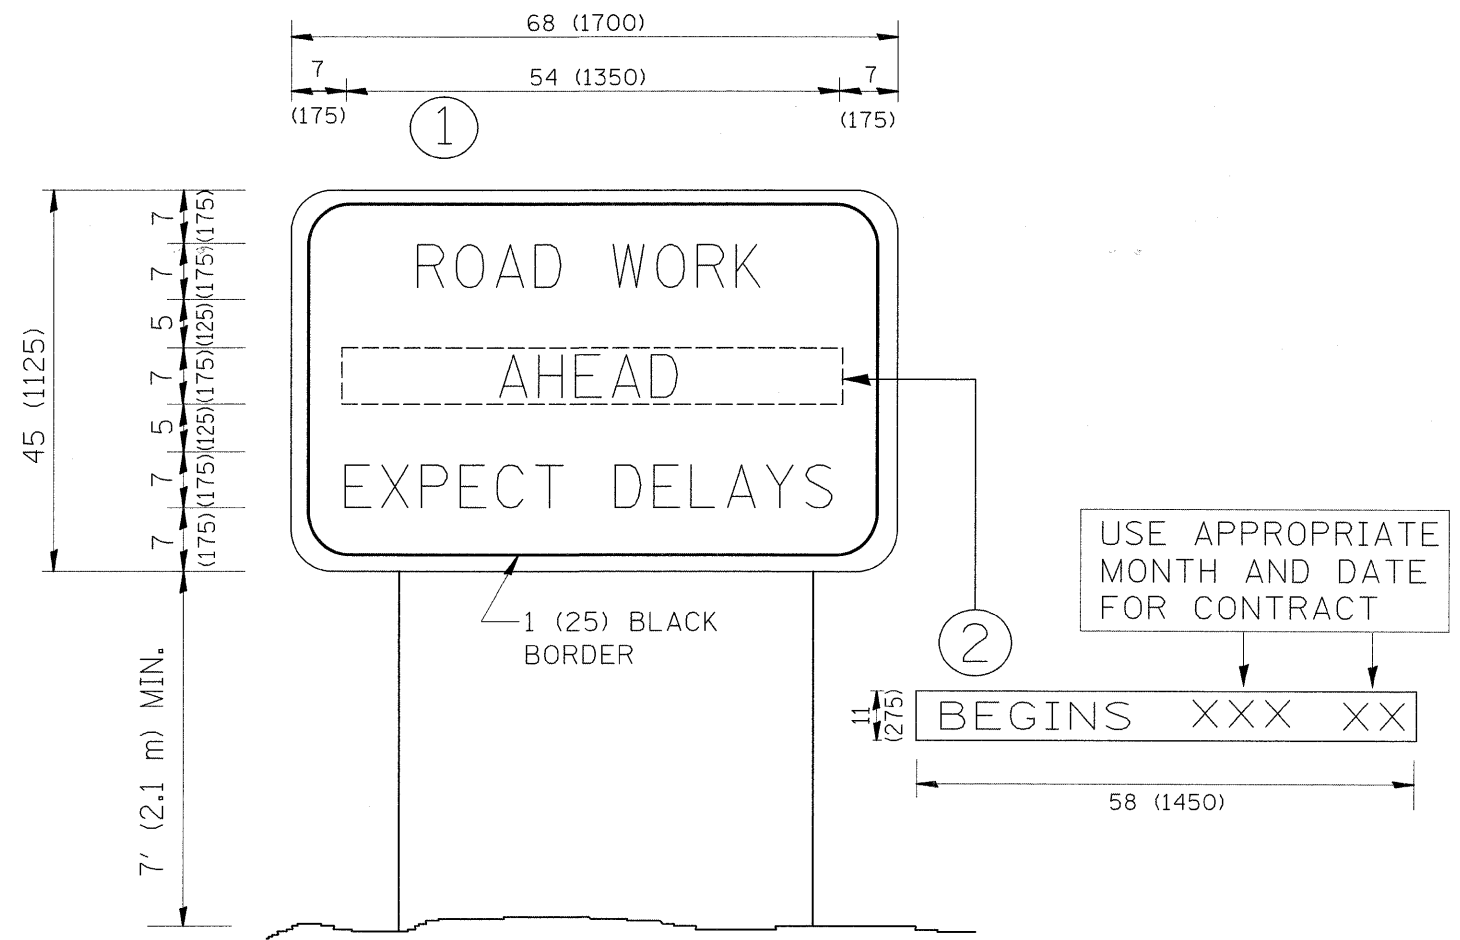 68 (1700)
7
54 (1350)
7
(175)
(175)
1
7
(175)
7
(175)
5
(125)
7
(175)
5
(125)
7
(175)
7
(175)
45 (1125)
ROAD WORK
AHEAD
EXPECT DELAYS
1 (25) BLACK
BORDER
7' (2.1 m) MIN.
2
USE APPROPRIATE
MONTH AND DATE
FOR CONTRACT
11
(275)
BEGINS XXX XX
58 (1450)